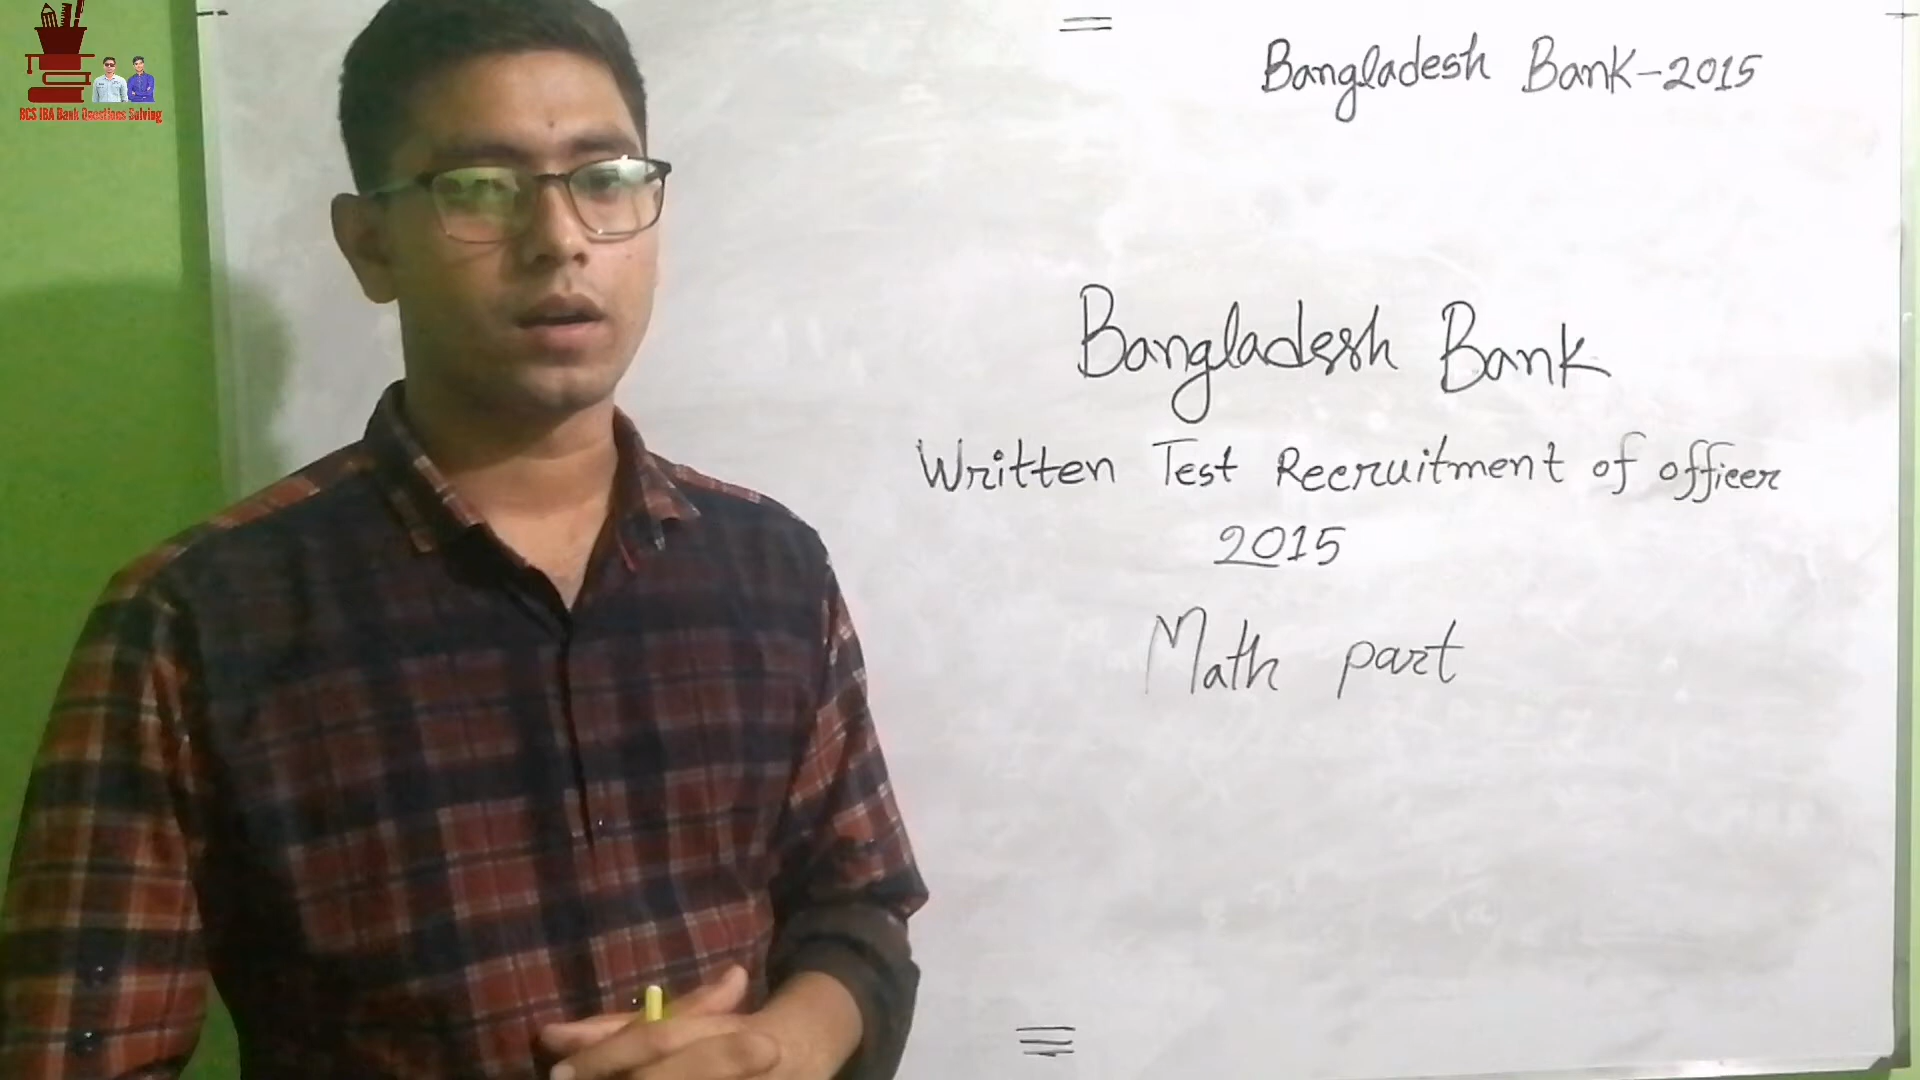 BCS IBA Bank Questions Solving
Bangladesh Bank-2015
Bangladesh Bank
Written Test Recruitment of officer
2015
Math part